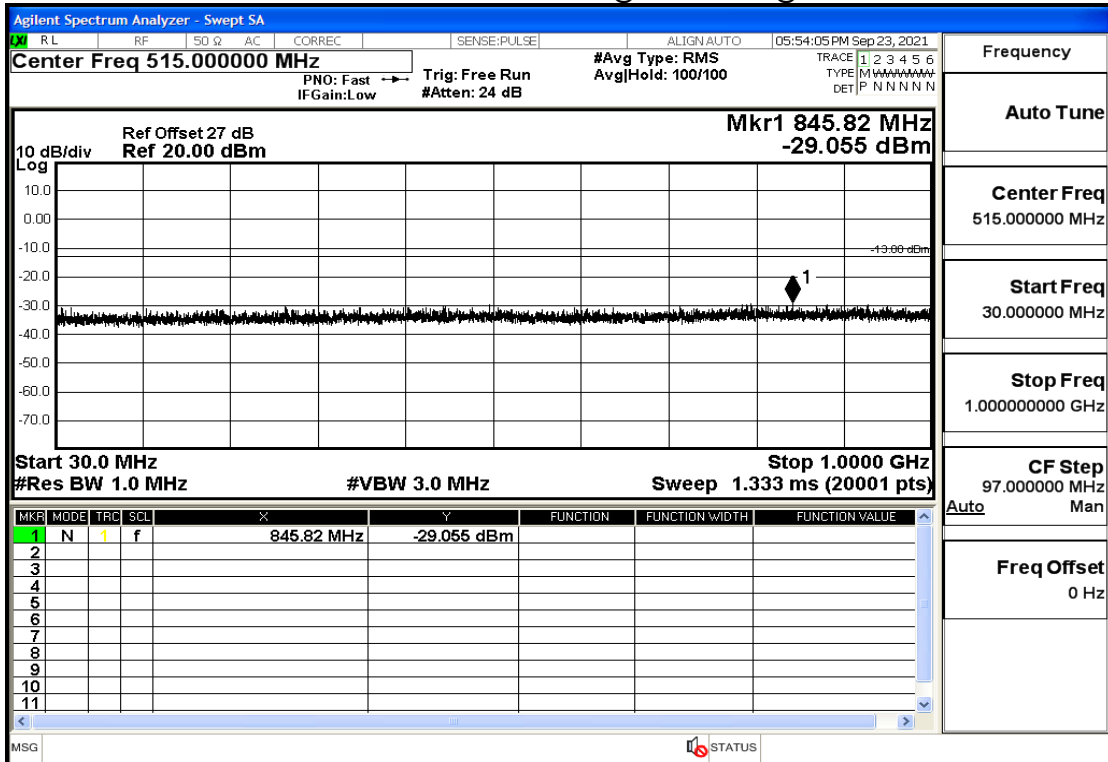 Agilent Spectrum Analyzer - Swept SA
LXI RL RF 50 Ω AC CORREC SENSE:PULSE ALIGN AUTO 05:54:05 PM Sep 23, 2021
Center Freq 515.000000 MHz
PNO: Fast
IFGain:Low
Trig: Free Run
#Atten: 24 dB
#Avg Type: RMS
Avg|Hold: 100/100
TRACE 1 2 3 4 5 6
TYPE M WWWWW
DET P N N N N N
Ref Offset 27 dB
10 dB/div Ref 20.00 dBm
Log
Mkr1 845.82 MHz
-29.055 dBm
10.0
0.00
-10.0
-20.0
-30.0
-40.0
-50.0
-60.0
-70.0
-13.00 dBm
1
Start 30.0 MHz Stop 1.0000 GHz
#Res BW 1.0 MHz #VBW 3.0 MHz Sweep 1.333 ms (20001 pts)
MKR MODE TRC SCL X Y FUNCTION FUNCTION WIDTH FUNCTION VALUE
1 N 1 f 845.82 MHz -29.055 dBm
2
3
4
5
6
7
8
9
10
11
MSG STATUS
Frequency
Auto Tune
Center Freq
515.000000 MHz
Start Freq
30.000000 MHz
Stop Freq
1.000000000 GHz
CF Step
97.000000 MHz
Auto Man
Freq Offset
0 Hz